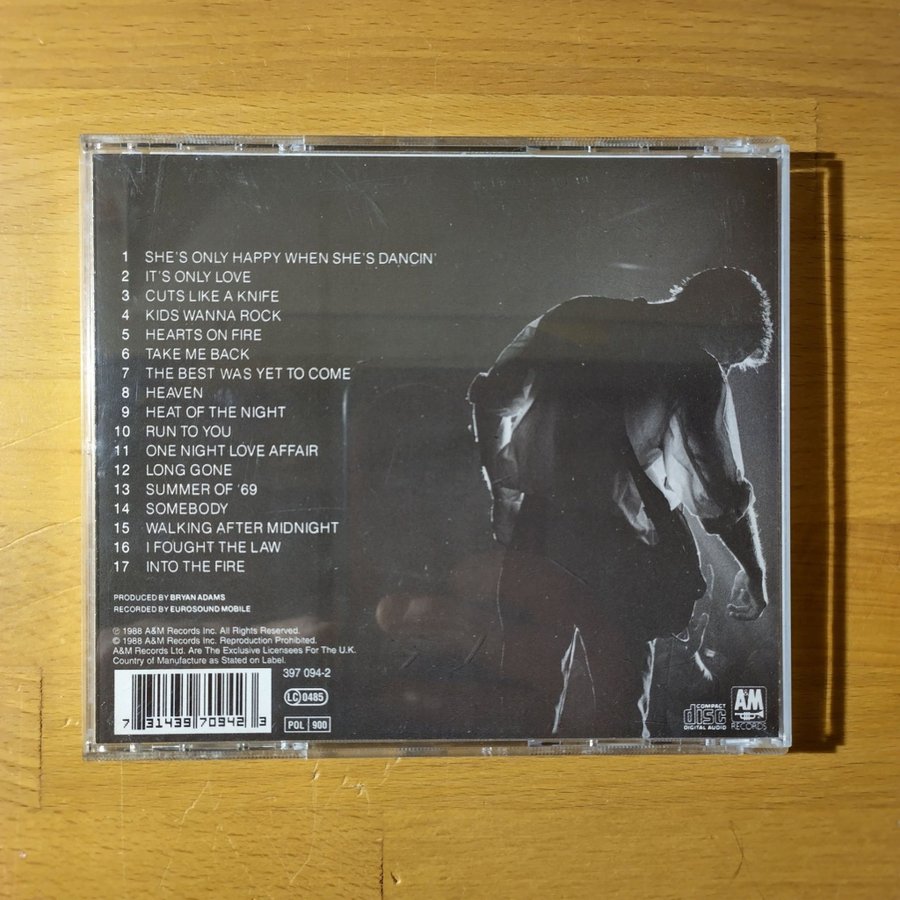 1 SHE'S ONLY HAPPY WHEN SHE'S DANCIN'
2 IT'S ONLY LOVE
3 CUTS LIKE A KNIFE
4 KIDS WANNA ROCK
5 HEARTS ON FIRE
6 TAKE ME BACK
7 THE BEST WAS YET TO COME
8 HEAVEN
9 HEAT OF THE NIGHT
10 RUN TO YOU
11 ONE NIGHT LOVE AFFAIR
12 LONG GONE
13 SUMMER OF '69
14 SOMEBODY
15 WALKING AFTER MIDNIGHT
16 I FOUGHT THE LAW
17 INTO THE FIRE
PRODUCED BY BRYAN ADAMS
RECORDED BY EUROSOUND MOBILE
℗ 1988 A&M Records Inc. All Rights Reserved.
© 1988 A&M Records Inc. Reproduction Prohibited.
A&M Records Ltd. Are The Exclusive Licensees For The U.K.
Country of Manufacture as Stated on Label.
397 094-2
LC 0485
POL 900
7 31439 70942 3
COMPACT
disc
DIGITAL AUDIO
A&M
RECORDS